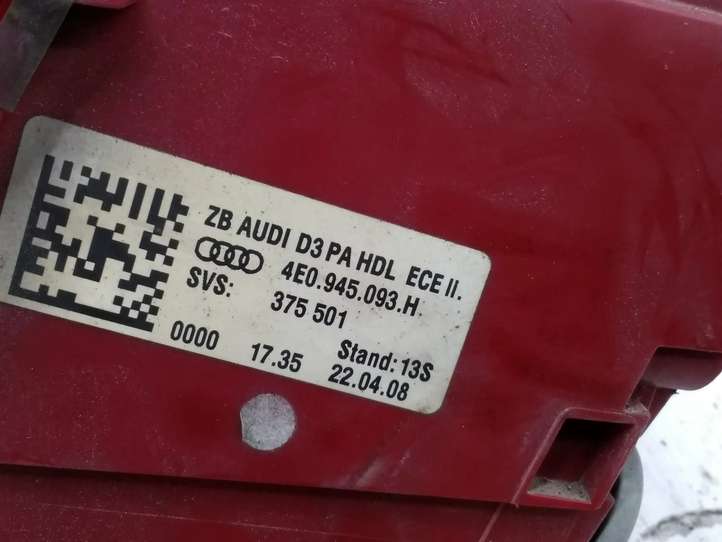 ZB AUDI D3 PA HDL ECE II.
4E0.945.093.H
SVS: 375 501
Stand: 13S
0000 17.35 22.04.08